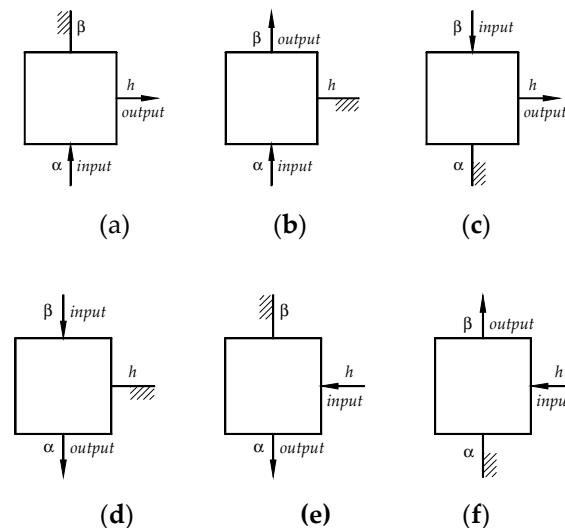 β
h
output
α input
(a)
β output
h
α input
(b)
β input
h
output
α
(c)
β input
h
α output
(d)
β
h
input
α output
(e)
β output
h
input
α
(f)